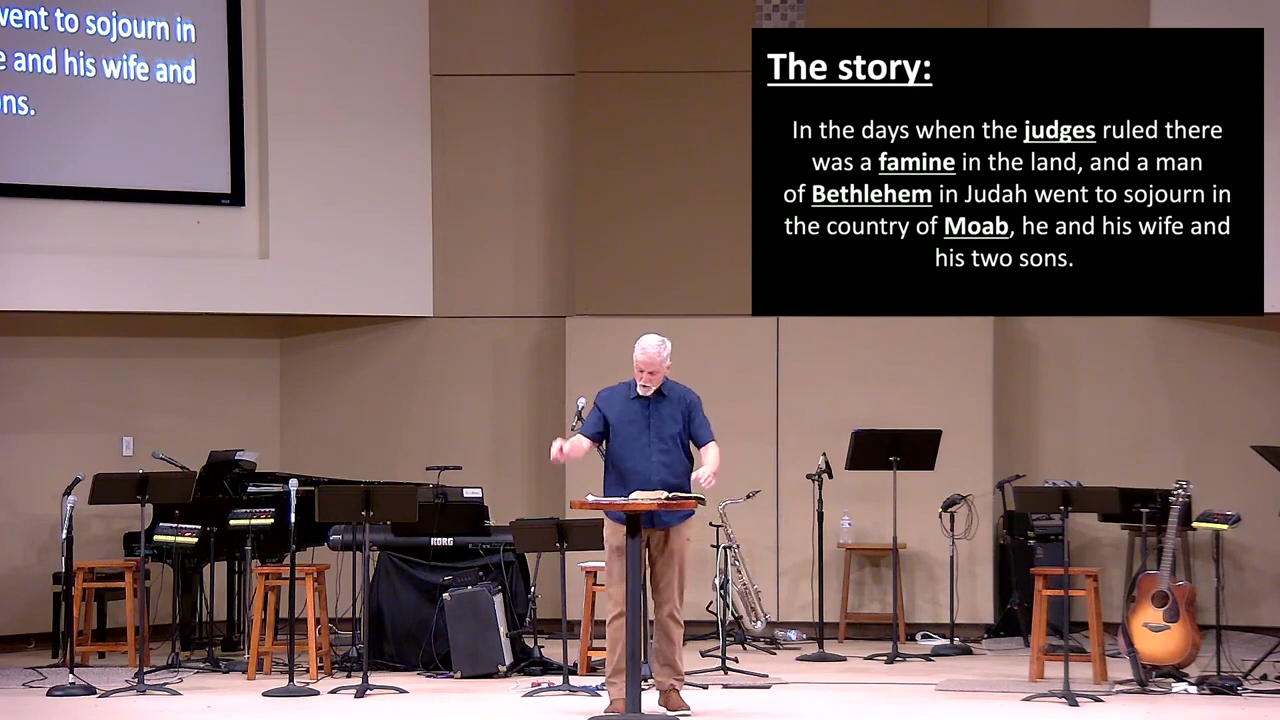 went to sojourn in
and his wife and
The story:
In the days when the judges ruled there
was a famine in the land, and a man
of Bethlehem in Judah went to sojourn in
the country of Moab, he and his wife and
his two sons.
KORG